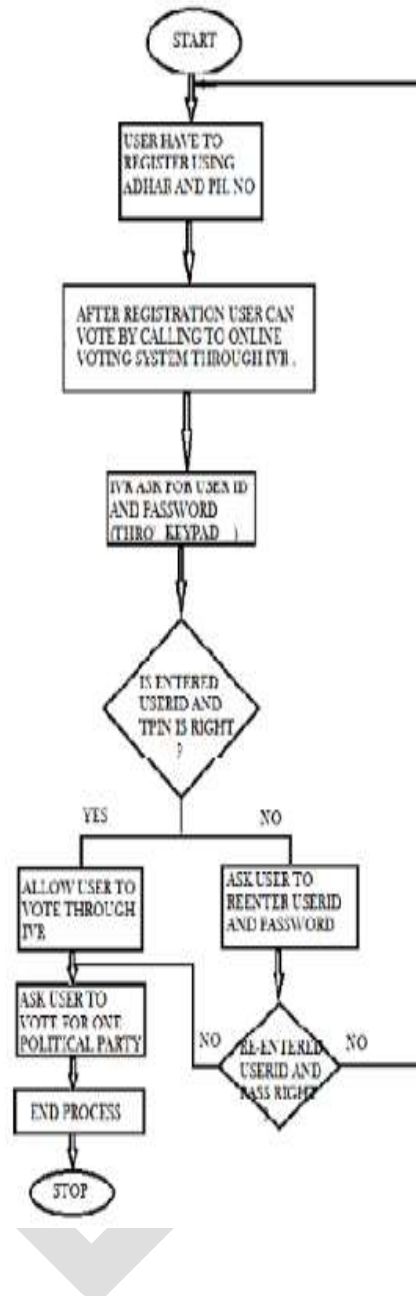 START
USER HAVE TO
REGISTER USING
ADHAR AND PH. NO
AFTER REGISTRATION USER CAN
VOTE BY CALLING TO ONLINE
VOTING SYSTEM THROUGH IVR .
IVR ASK FOR USER ID
AND PASSWORD
(THRO' KEYPAD )
IS ENTERED
USERID AND
TPIN IS RIGHT
?
YES
NO
ALLOW USER TO
VOTE THROUGH
IVR
ASK USER TO
REENTER USERID
AND PASSWORD
ASK USER TO
VOTE FOR ONE
POLITICAL PARTY
NO
RE-ENTERED
USERID AND
PASS RIGHT
NO
END PROCESS
STOP